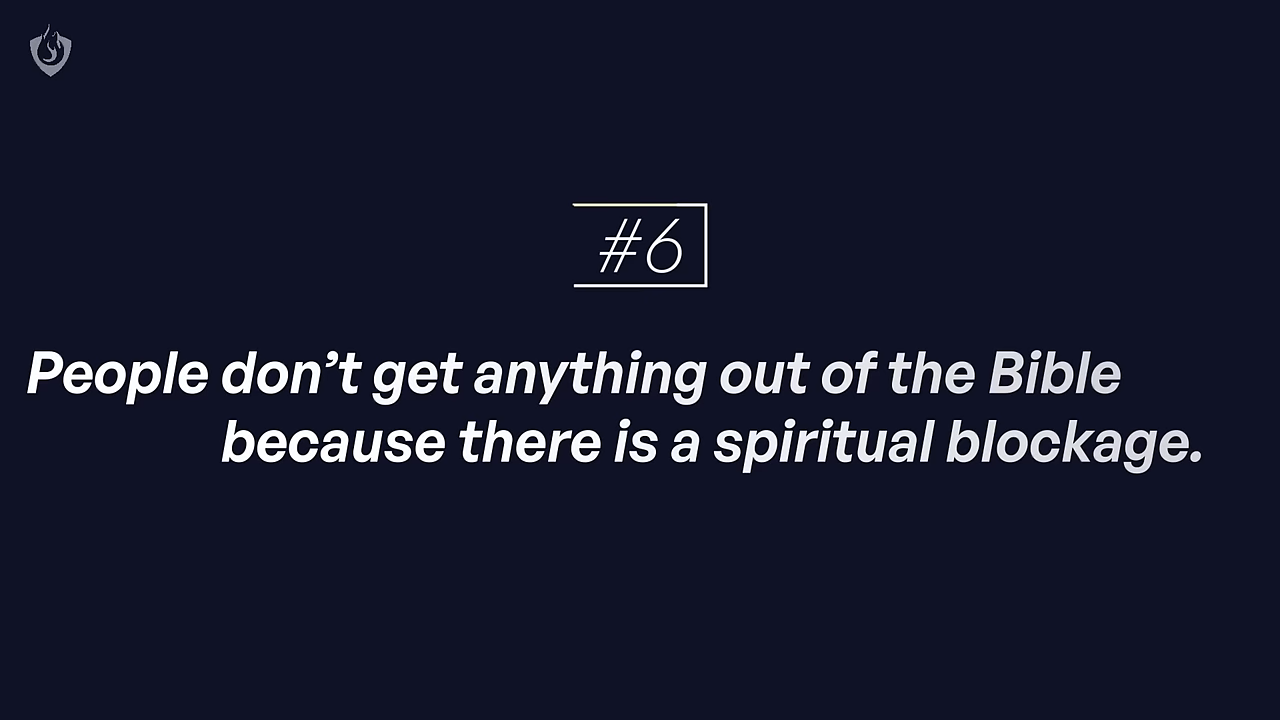 #6
People don’t get anything out of the Bible
because there is a spiritual blockage.